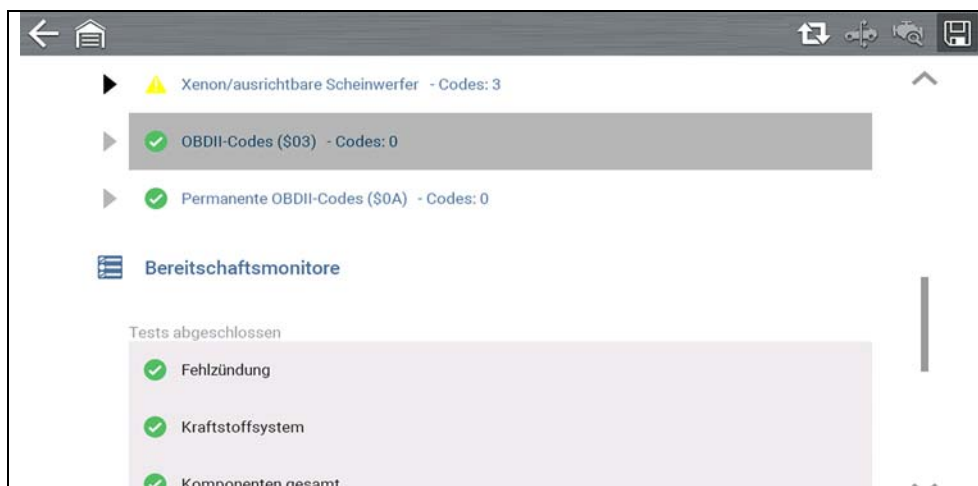 Xenon/ausrichtbare Scheinwerfer - Codes: 3
OBDII-Codes ($03) - Codes: 0
Permanente OBDII-Codes ($0A) - Codes: 0
Bereitschaftsmonitore
Tests abgeschlossen
Fehlzündung
Kraftstoffsystem
Komponenten gesamt